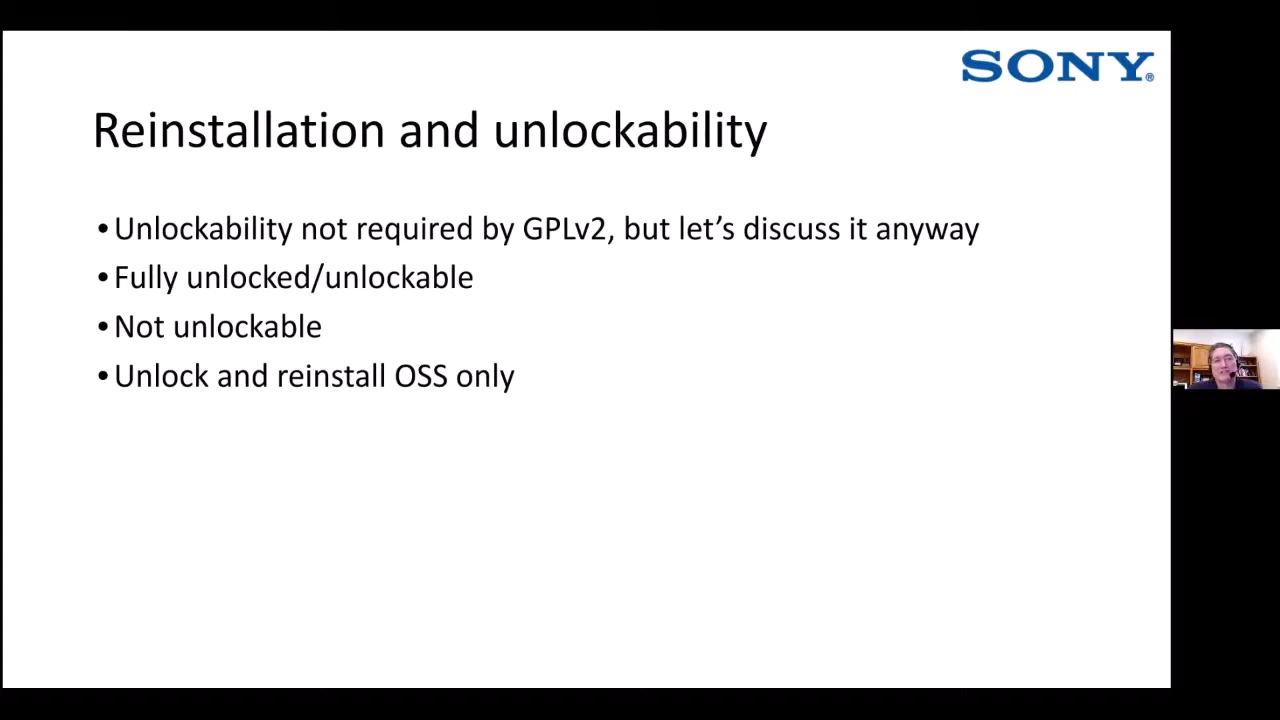 SONY®
Reinstallation and unlockability
•Unlockability not required by GPLv2, but let’s discuss it anyway
•Fully unlocked/unlockable
•Not unlockable
•Unlock and reinstall OSS only